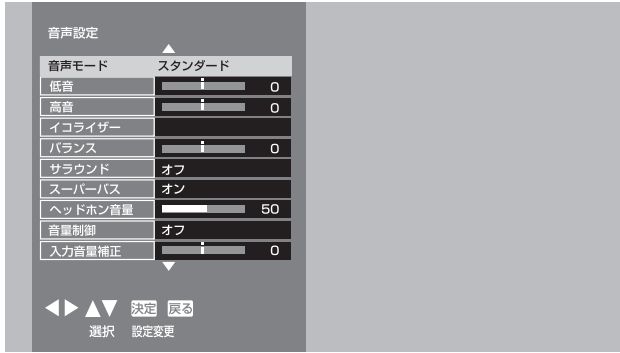 音声設定
音声モード スタンダード
低音 0
高音 0
イコライザー
バランス 0
サラウンド オフ
スーパーバス オン
ヘッドホン音量 50
音量制御 オフ
入力音量補正 0
決定 戻る
選択 設定変更